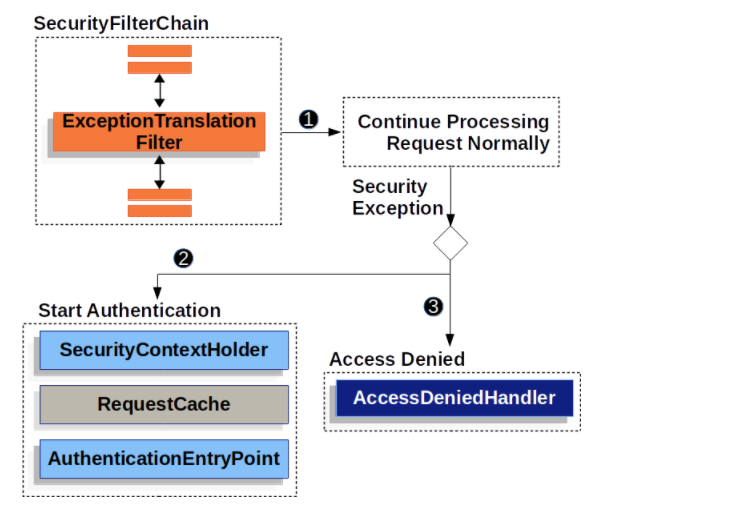 SecurityFilterChain
ExceptionTranslation
Filter
❶
Continue Processing
Request Normally
Security
Exception
❷
❸
Start Authentication
SecurityContextHolder
RequestCache
AuthenticationEntryPoint
Access Denied
AccessDeniedHandler